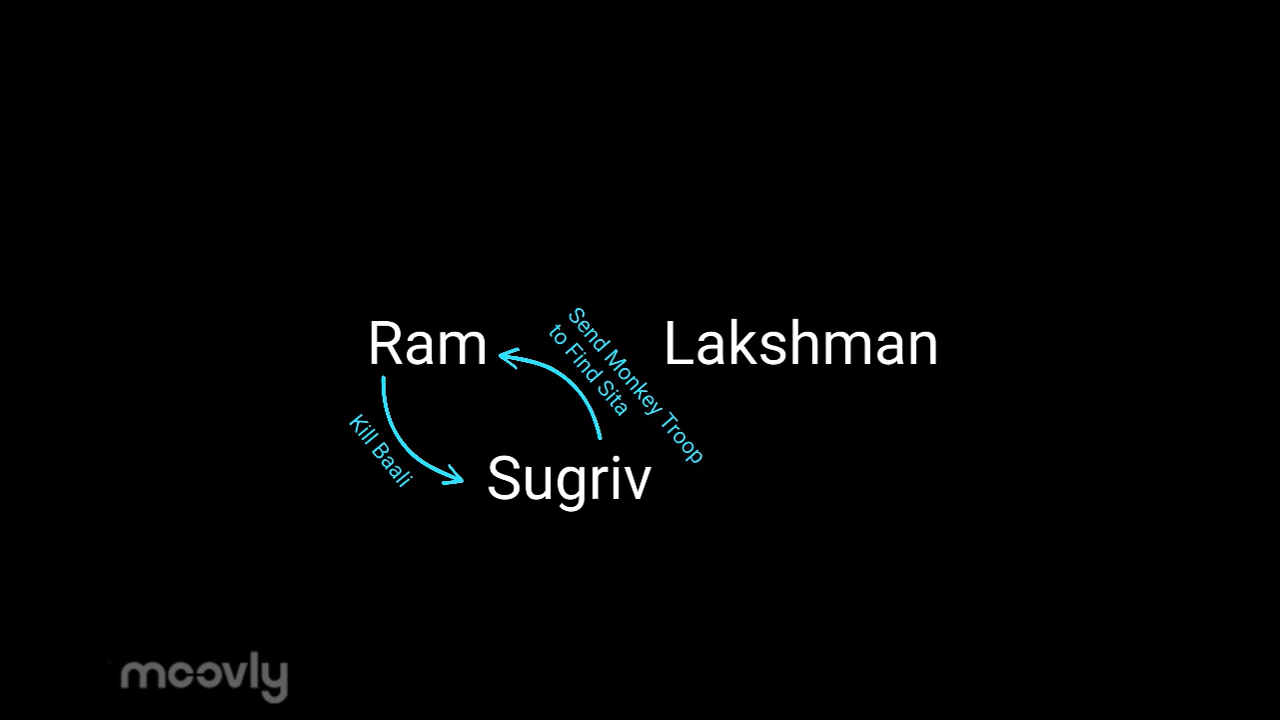 Ram
Lakshman
Send Monkey Troop
to Find Sita
Kill Baali
Sugriv
moovly